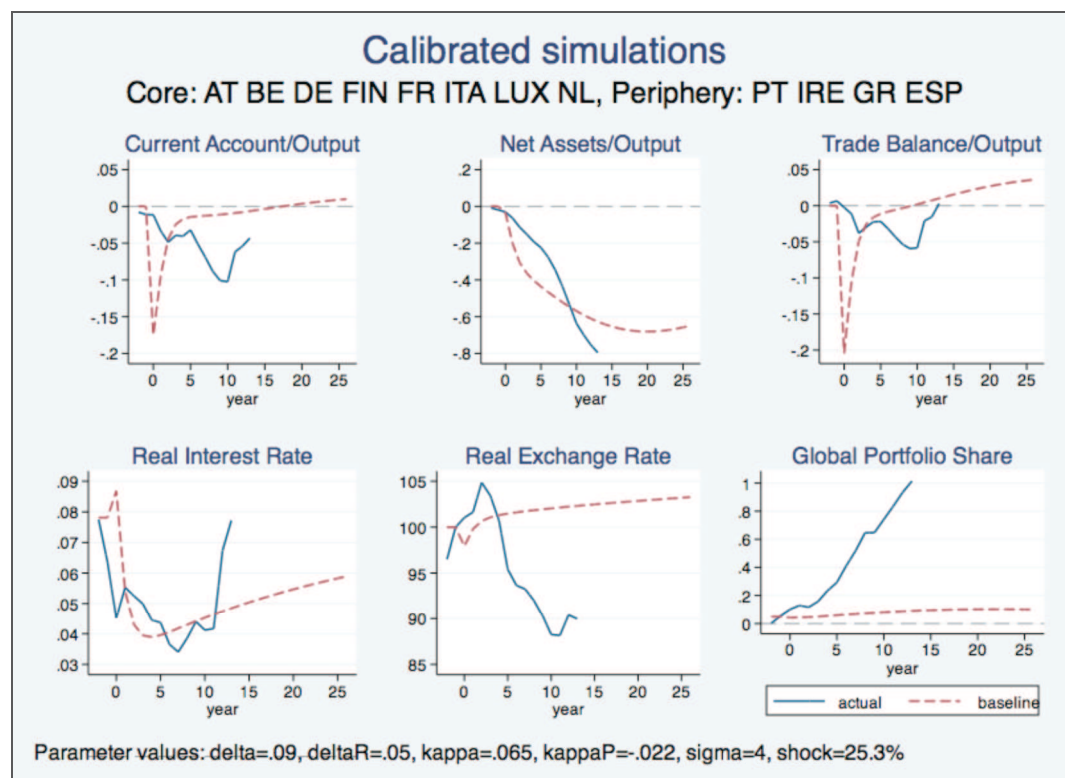 Calibrated simulations
Core: AT BE DE FIN FR ITA LUX NL, Periphery: PT IRE GR ESP
Current Account/Output
.05
0
-.05
-.1
-.15
-.2
0 5 10 15 20 25
year
Net Assets/Output
.2
0
-.2
-.4
-.6
-.8
0 5 10 15 20 25
year
Trade Balance/Output
.05
0
-.05
-.1
-.15
-.2
0 5 10 15 20 25
year
Real Interest Rate
.09
.08
.07
.06
.05
.04
.03
0 5 10 15 20 25
year
Real Exchange Rate
105
100
95
90
85
0 5 10 15 20 25
year
Global Portfolio Share
1
.8
.6
.4
.2
0
0 5 10 15 20 25
year
actual baseline
Parameter values: delta=.09, deltaR=.05, kappa=.065, kappaP=-.022, sigma=4, shock=25.3%